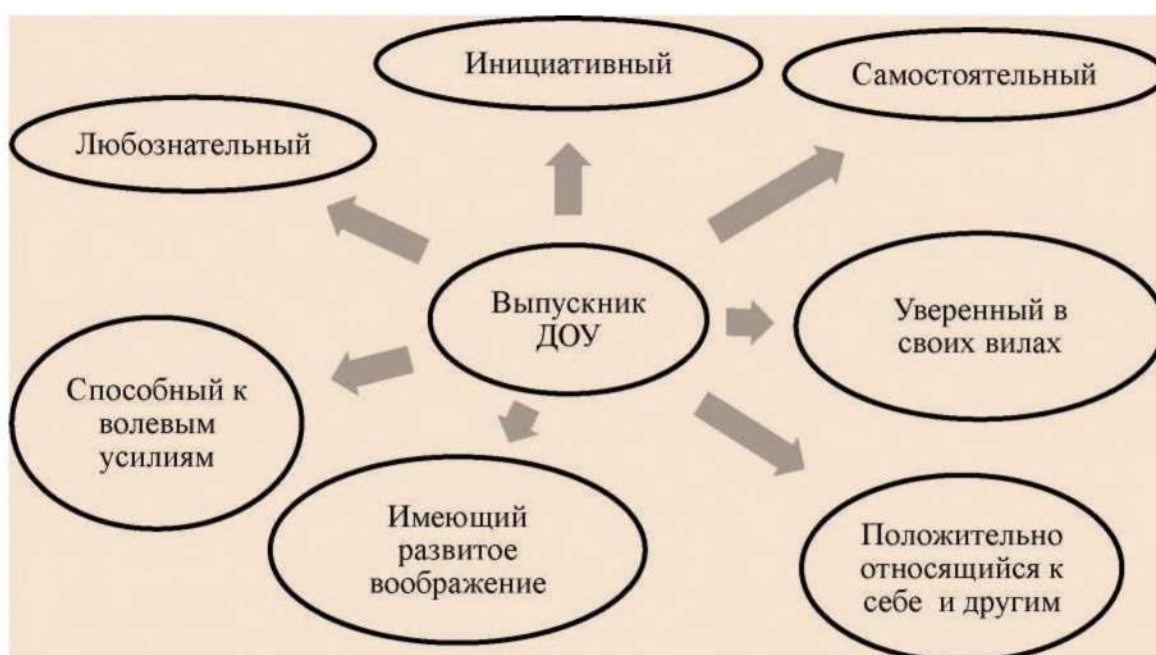 Инициативный
Самостоятельный
Любознательный
Выпускник
ДОУ
Уверенный в
своих вилах
Способный к
волевым
усилиям
Имеющий
развитое
воображение
Положительно
относящийся к
себе и другим